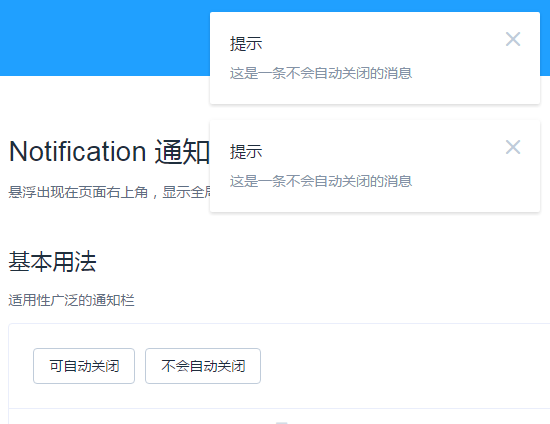 提示
这是一条不会自动关闭的消息
提示
这是一条不会自动关闭的消息
Notification 通知
悬浮出现在页面右上角，显示全局
基本用法
适用性广泛的通知栏
可自动关闭
不会自动关闭